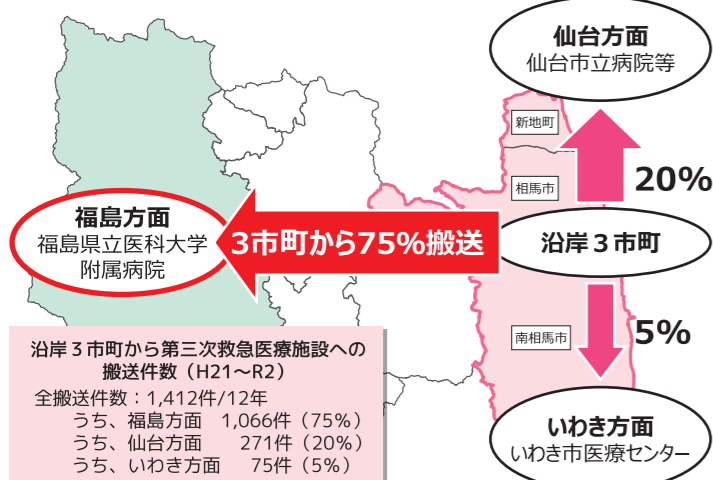 仙台方面
仙台市立病院等
新地町
相馬市
20%
福島方面
福島県立医科大学
附属病院
3市町から75%搬送
沿岸３市町
南相馬市
5%
いわき方面
いわき市医療センター
沿岸３市町から第三次救急医療施設への
搬送件数（H21～R2）
全搬送件数：1,412件/12年
うち、福島方面　1,066件（75%）
うち、仙台方面　　271件（20%）
うち、いわき方面　　75件（5%）